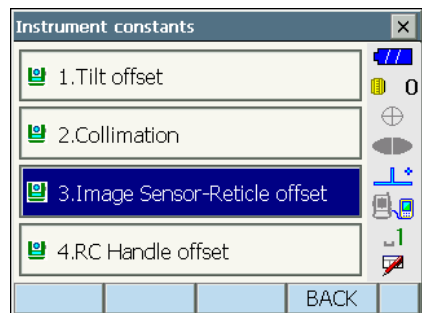 Instrument constants
0
1.Tilt offset
2.Collimation
3.Image Sensor-Reticle offset
4.RC Handle offset
1
BACK